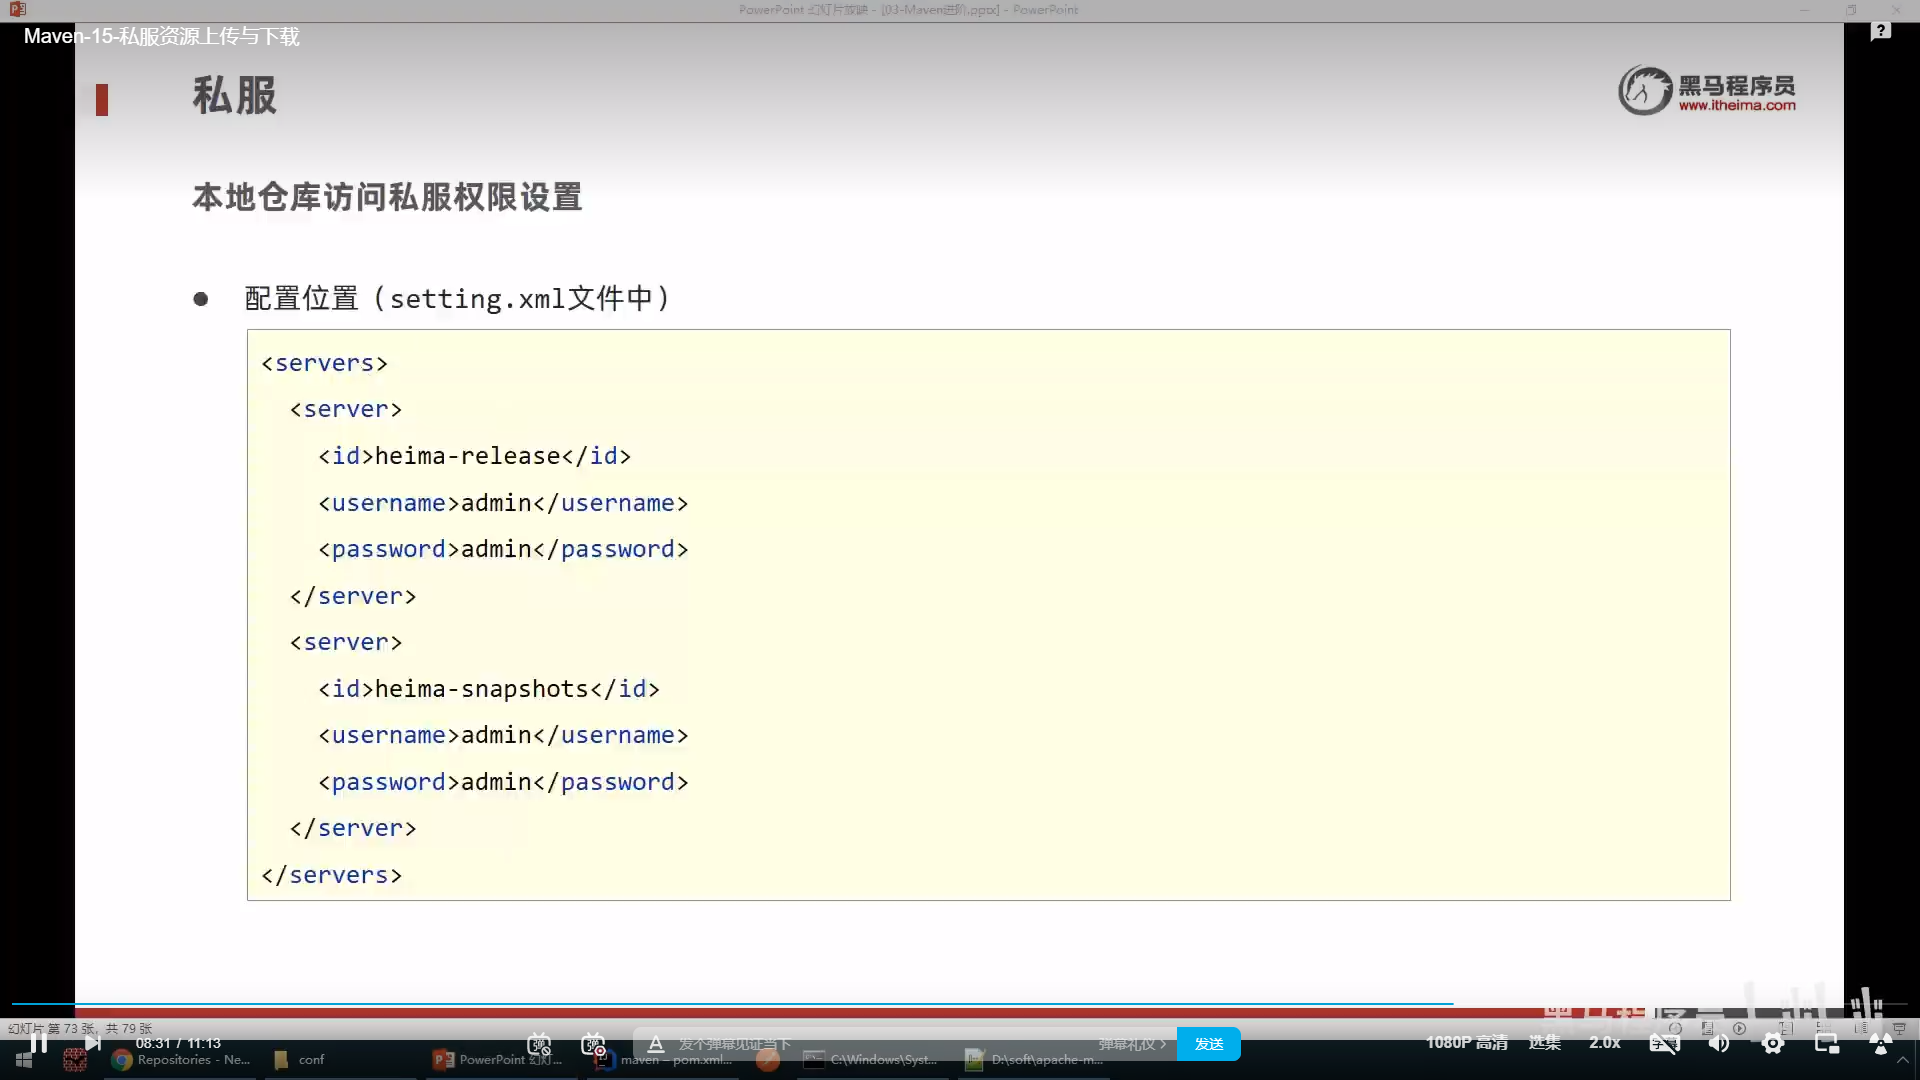 PowerPoint 幻灯片放映 - [03-Maven进阶.pptx] - PowerPoint
Maven-15-私服资源上传与下载
私服
黑马程序员
www.itheima.com
本地仓库访问私服权限设置
● 配置位置（setting.xml文件中）
<servers>
<server>
<id>heima-release</id>
<username>admin</username>
<password>admin</password>
</server>
<server>
<id>heima-snapshots</id>
<username>admin</username>
<password>admin</password>
</server>
</servers>
幻灯片 第 73 张，共 79 张
08:31 / 11:13
发个弹幕见证当下
弹幕礼仪 >
发送
1080P 高清
选集
2.0x
Repositories - Ne...
conf
PowerPoint 幻灯...
maven – pom.xml...
C:\Windows\Syst...
D:\soft\apache-m...